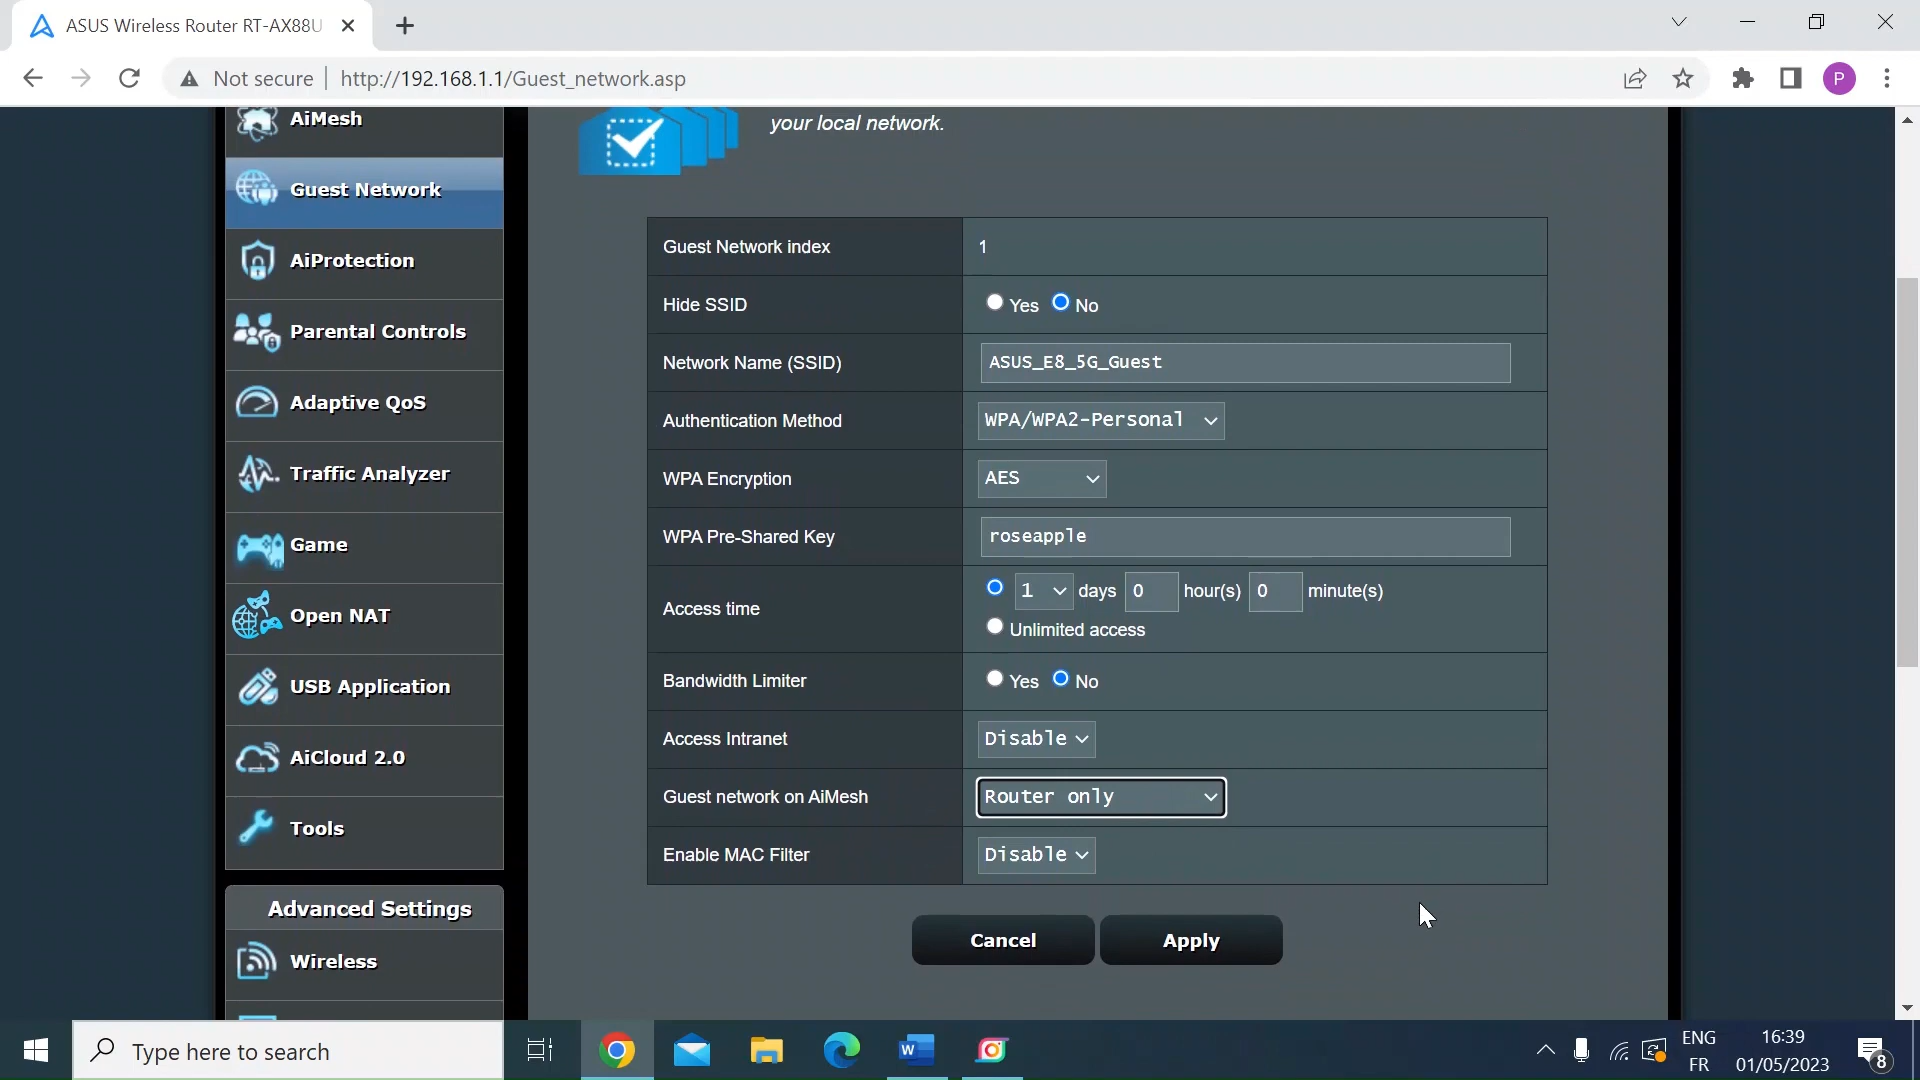 ASUS Wireless Router RT-AX88U
Not secure
http://192.168.1.1/Guest_network.asp
P
AiMesh
Guest Network
AiProtection
Parental Controls
Adaptive QoS
Traffic Analyzer
Game
Open NAT
USB Application
AiCloud 2.0
Tools
Advanced Settings
Wireless
your local network.
Guest Network index 1
Hide SSID Yes No
Network Name (SSID) ASUS_E8_5G_Guest
Authentication Method WPA/WPA2-Personal
WPA Encryption AES
WPA Pre-Shared Key roseapple
Access time 1 days 0 hour(s) 0 minute(s)
Unlimited access
Bandwidth Limiter Yes No
Access Intranet Disable
Guest network on AiMesh Router only
Enable MAC Filter Disable
Cancel Apply
Type here to search
W
ENG
FR
16:39
01/05/2023
8